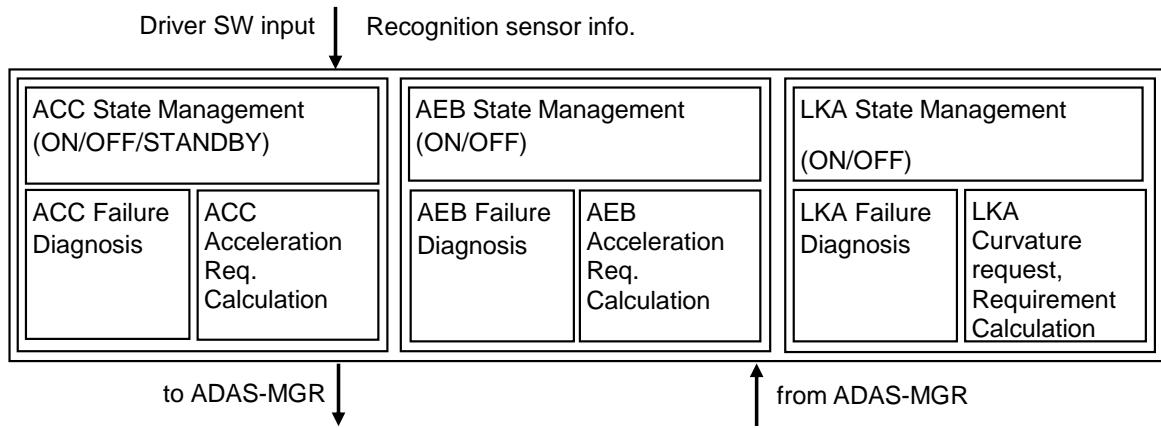 Driver SW input
Recognition sensor info.
ACC State Management
(ON/OFF/STANDBY)
ACC Failure
Diagnosis
ACC
Acceleration
Req.
Calculation
AEB State Management
(ON/OFF)
AEB Failure
Diagnosis
AEB
Acceleration
Req.
Calculation
LKA State Management
(ON/OFF)
LKA Failure
Diagnosis
LKA
Curvature
request,
Requirement
Calculation
to ADAS-MGR
from ADAS-MGR